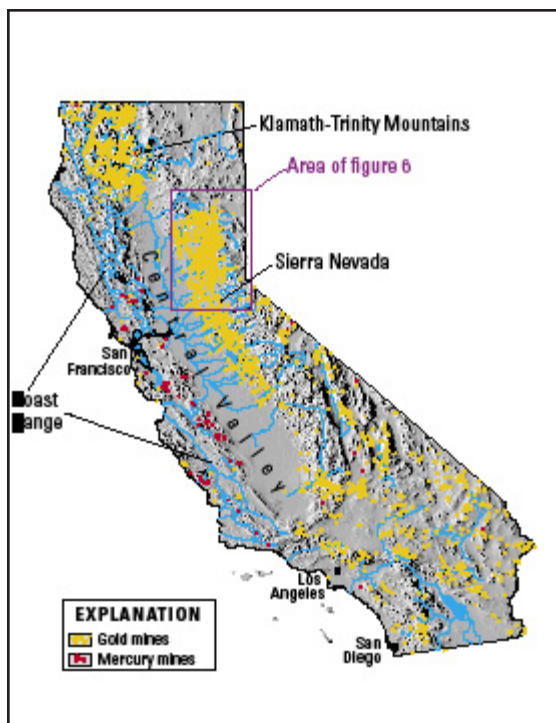 Klamath-Trinity Mountains
Area of figure 6
Sierra Nevada
Central Valley
San
Francisco
oast
ange
Los
Angeles
San
Diego
EXPLANATION
Gold mines
Mercury mines